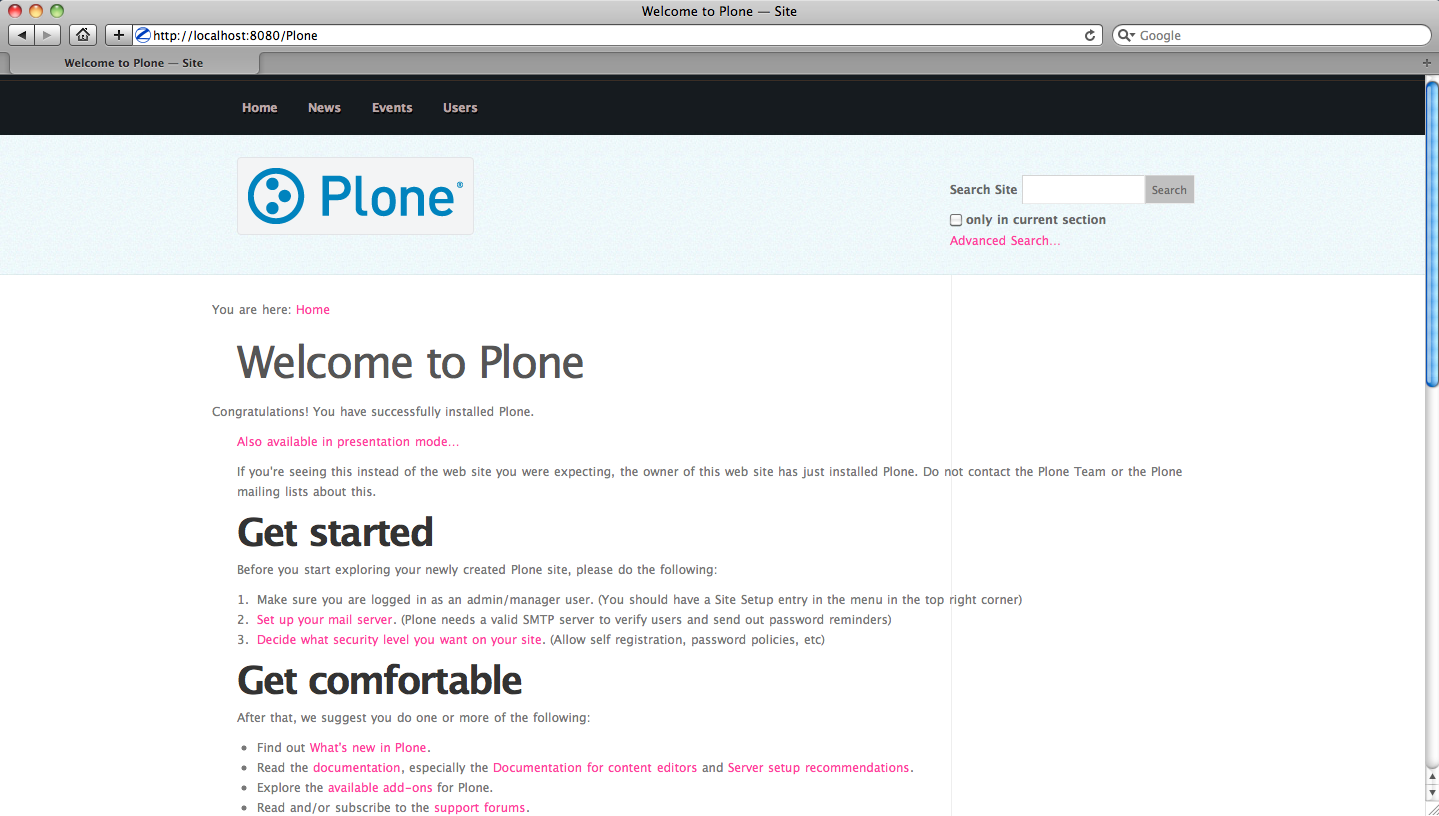 Welcome to Plone — Site
http://localhost:8080/Plone
Google
Welcome to Plone — Site
Home News Events Users
Plone®
Search Site Search
only in current section
Advanced Search...
You are here: Home
Welcome to Plone
Congratulations! You have successfully installed Plone.
Also available in presentation mode...
If you're seeing this instead of the web site you were expecting, the owner of this web site has just installed Plone. Do not contact the Plone Team or the Plone
mailing lists about this.
Get started
Before you start exploring your newly created Plone site, please do the following:
1. Make sure you are logged in as an admin/manager user. (You should have a Site Setup entry in the menu in the top right corner)
2. Set up your mail server. (Plone needs a valid SMTP server to verify users and send out password reminders)
3. Decide what security level you want on your site. (Allow self registration, password policies, etc)
Get comfortable
After that, we suggest you do one or more of the following:
• Find out What's new in Plone.
• Read the documentation, especially the Documentation for content editors and Server setup recommendations.
• Explore the available add-ons for Plone.
• Read and/or subscribe to the support forums.